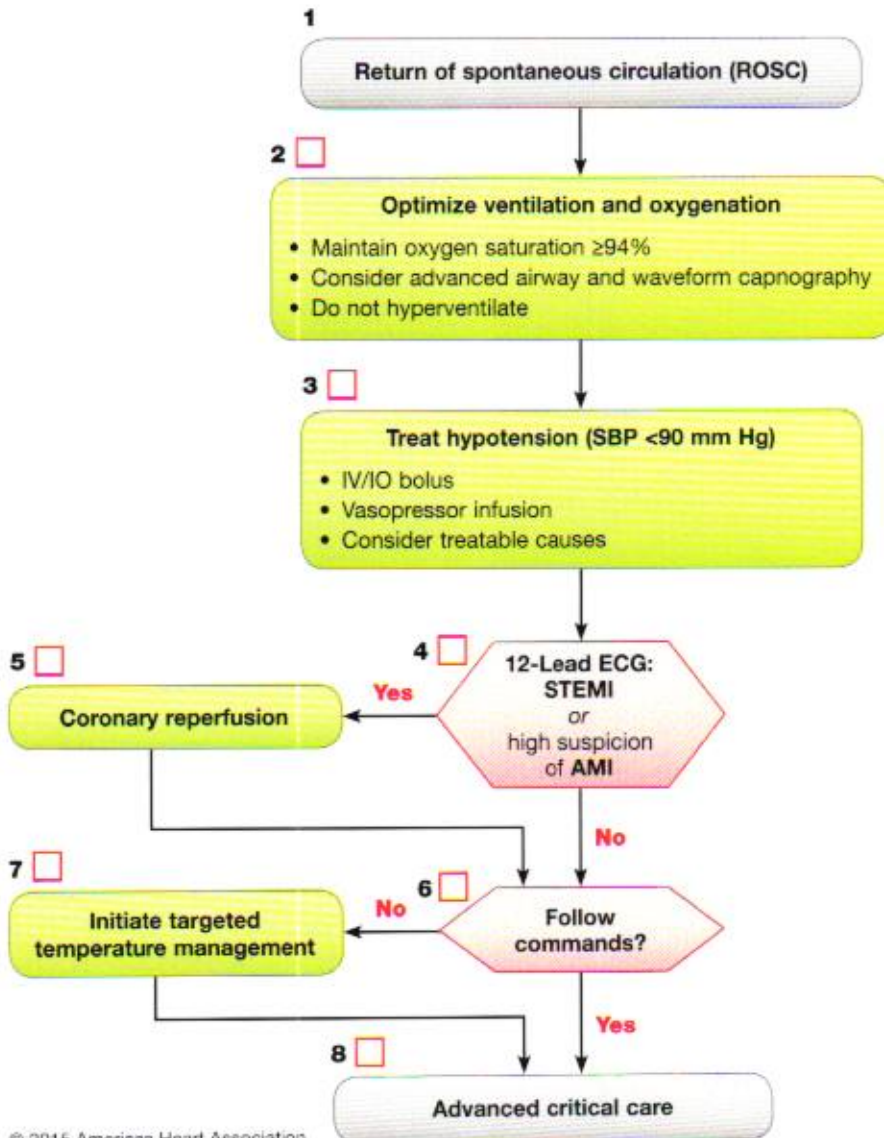 1
Return of spontaneous circulation (ROSC)
2
Optimize ventilation and oxygenation
• Maintain oxygen saturation ≥94%
• Consider advanced airway and waveform capnography
• Do not hyperventilate
3
Treat hypotension (SBP <90 mm Hg)
• IV/IO bolus
• Vasopressor infusion
• Consider treatable causes
4
12-Lead ECG:
STEMI
or
high suspicion
of AMI
5
Yes
Coronary reperfusion
No
6
Follow
commands?
7
No
Initiate targeted
temperature management
Yes
8
Advanced critical care
© 2015 American Heart Association